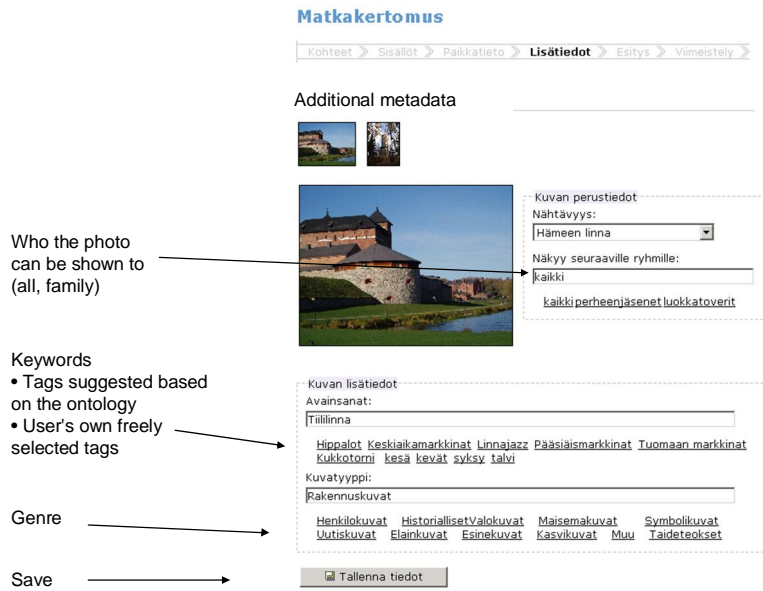 Matkakertomus
Kohteet Sisällöt Paikkatieto Lisätiedot Esitys Viimeistely
Additional metadata
Kuvan perustiedot
Nähtävyys:
Hämeen linna
Näkyy seuraaville ryhmille:
kaikki
kaikki perheenjäsenet luokkatoverit
Who the photo
can be shown to
(all, family)
Keywords
• Tags suggested based
on the ontology
• User's own freely
selected tags
Kuvan lisätiedot
Avainsanat:
Tiililinna
Hippalot Keskiaikamarkkinat Linnajazz Pääsiäismarkkinat Tuomaan markkinat
Kukkotorni kesä kevät syksy talvi
Kuvatyyppi:
Rakennuskuvat
Genre
Henkilokuvat HistoriallisetValokuvat Maisemakuvat Symbolikuvat
Uutiskuvat Elainkuvat Esinekuvat Kasvikuvat Muu Taideteokset
Save
Tallenna tiedot